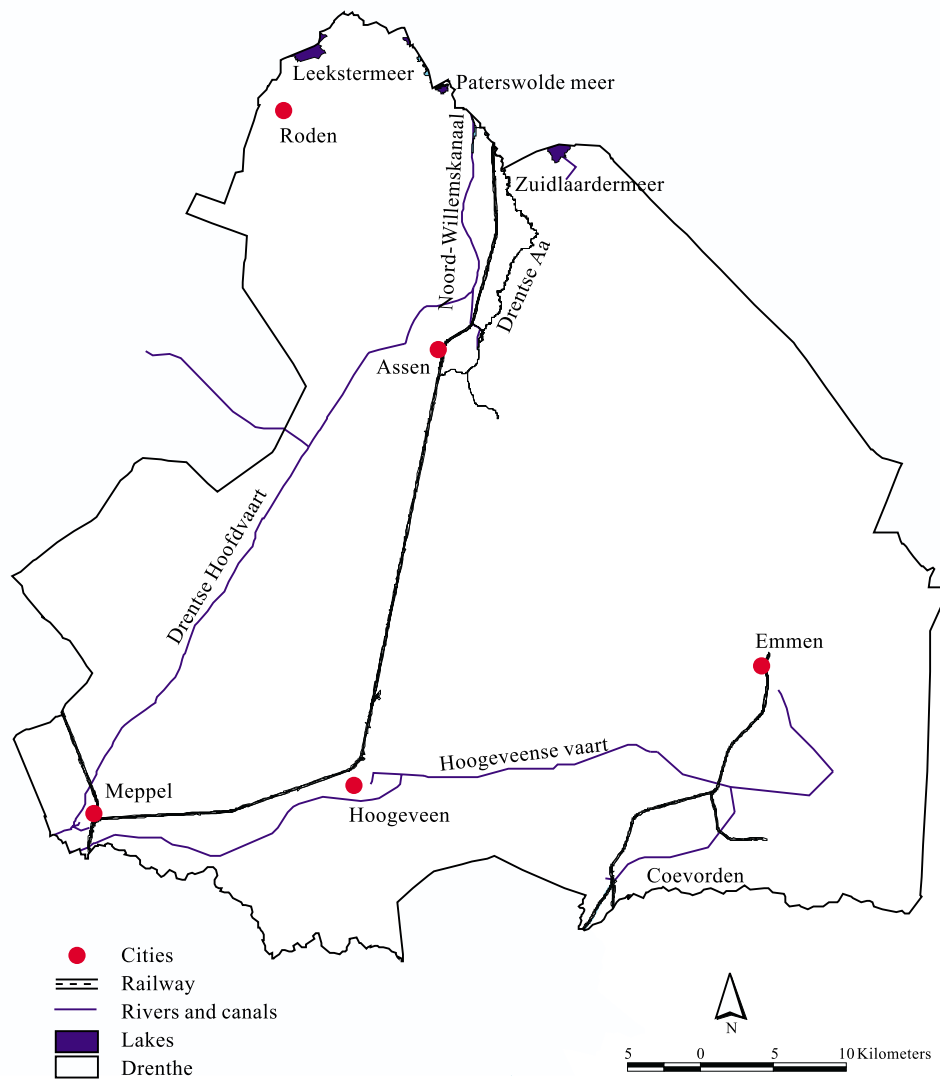 Leekstermeer
Paterswolde meer
Roden
Noord-Willemskanaal
Zuidlaardermeer
Drentse Aa
Assen
Drentse Hoofdvaart
Emmen
Hoogeveense vaart
Meppel
Hoogeveen
Coevorden
Cities
Railway
Rivers and canals
Lakes
Drenthe
N
5 0 5 10 Kilometers